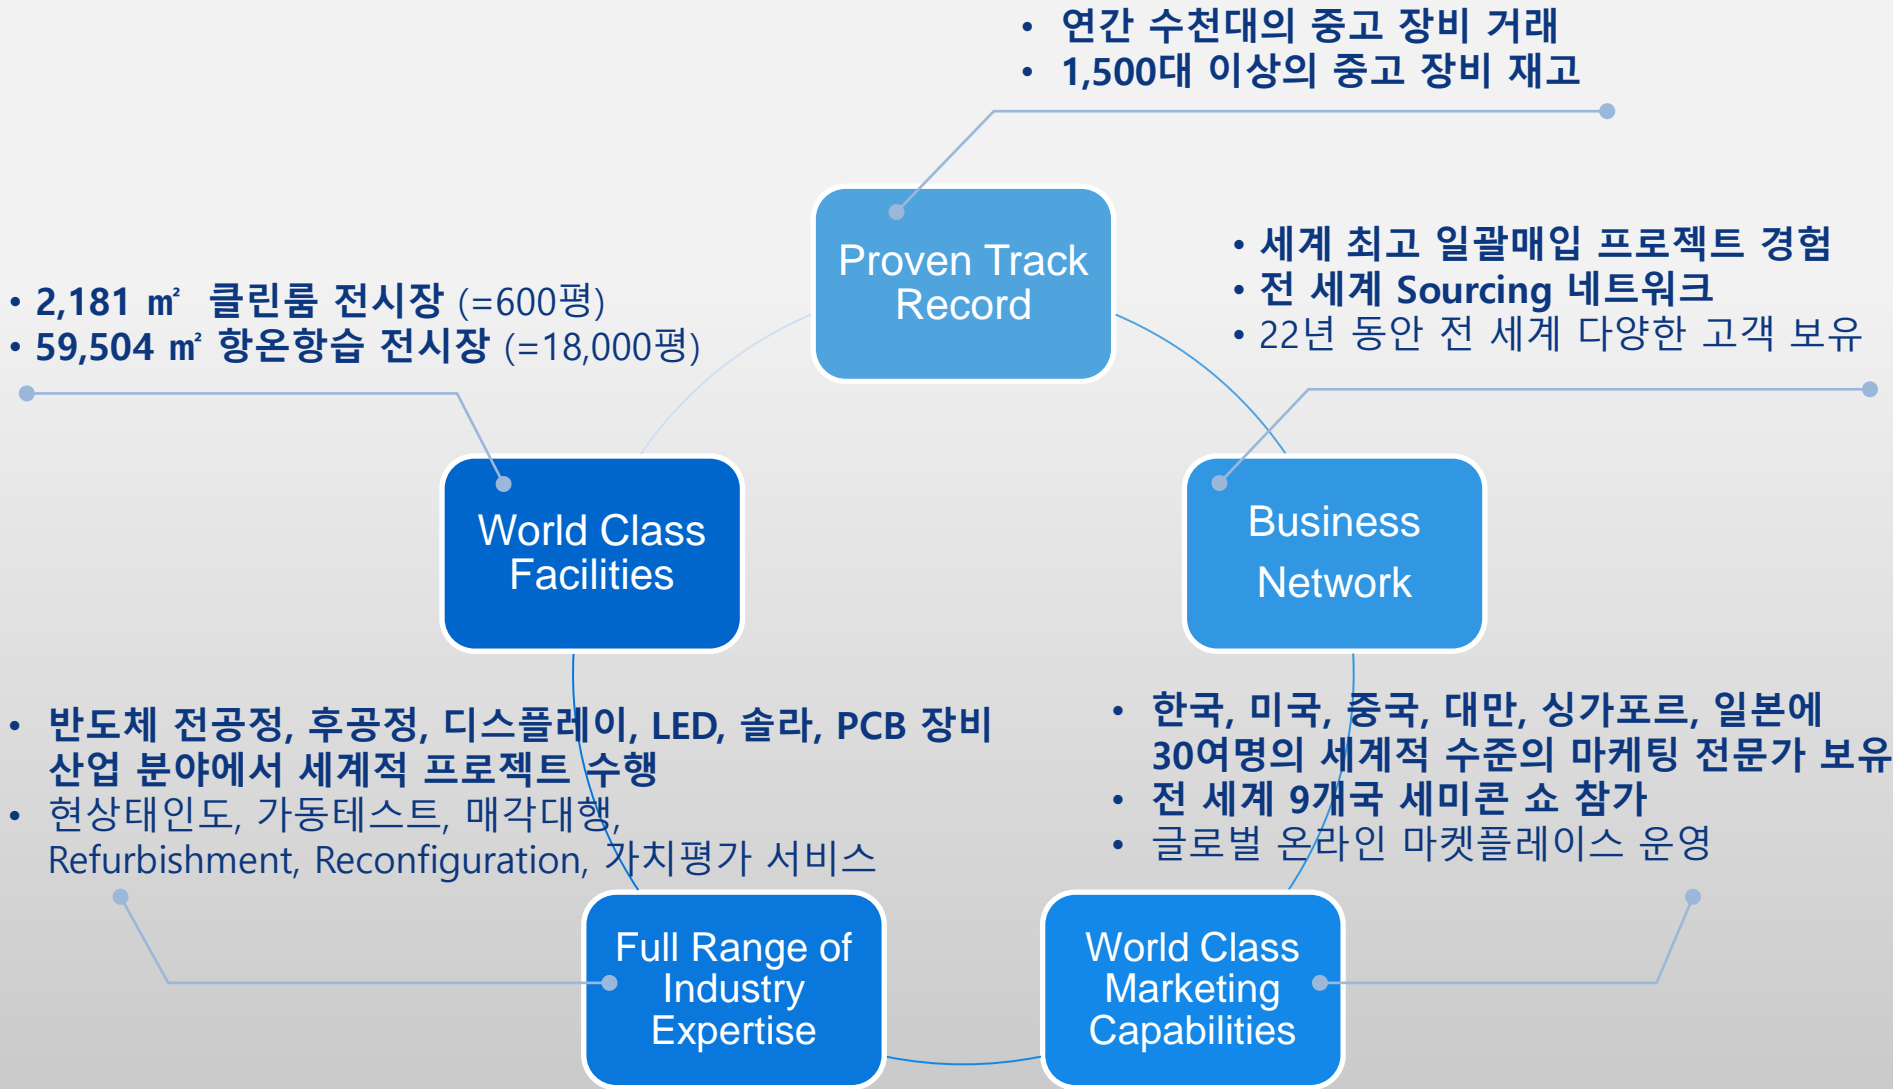 • 연간 수천대의 중고 장비 거래
• 1,500대 이상의 중고 장비 재고
Proven Track
Record
• 세계 최고 일괄매입 프로젝트 경험
• 전 세계 Sourcing 네트워크
• 22년 동안 전 세계 다양한 고객 보유
• 2,181 ㎡ 클린룸 전시장 (=600평)
• 59,504 ㎡ 항온항습 전시장 (=18,000평)
World Class
Facilities
Business
Network
• 반도체 전공정, 후공정, 디스플레이, LED, 솔라, PCB 장비
산업 분야에서 세계적 프로젝트 수행
• 현상태인도, 가동테스트, 매각대행,
Refurbishment, Reconfiguration, 가치평가 서비스
• 한국, 미국, 중국, 대만, 싱가포르, 일본에
30여명의 세계적 수준의 마케팅 전문가 보유
• 전 세계 9개국 세미콘 쇼 참가
• 글로벌 온라인 마켓플레이스 운영
Full Range of
Industry
Expertise
World Class
Marketing
Capabilities